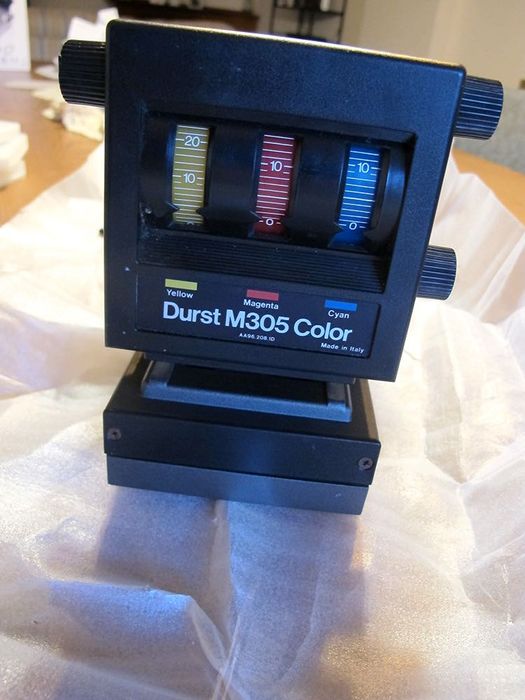 20
10
10
0
10
0
Yellow
Magenta
Cyan
Durst M305 Color
AA96.208.1D
Made in Italy